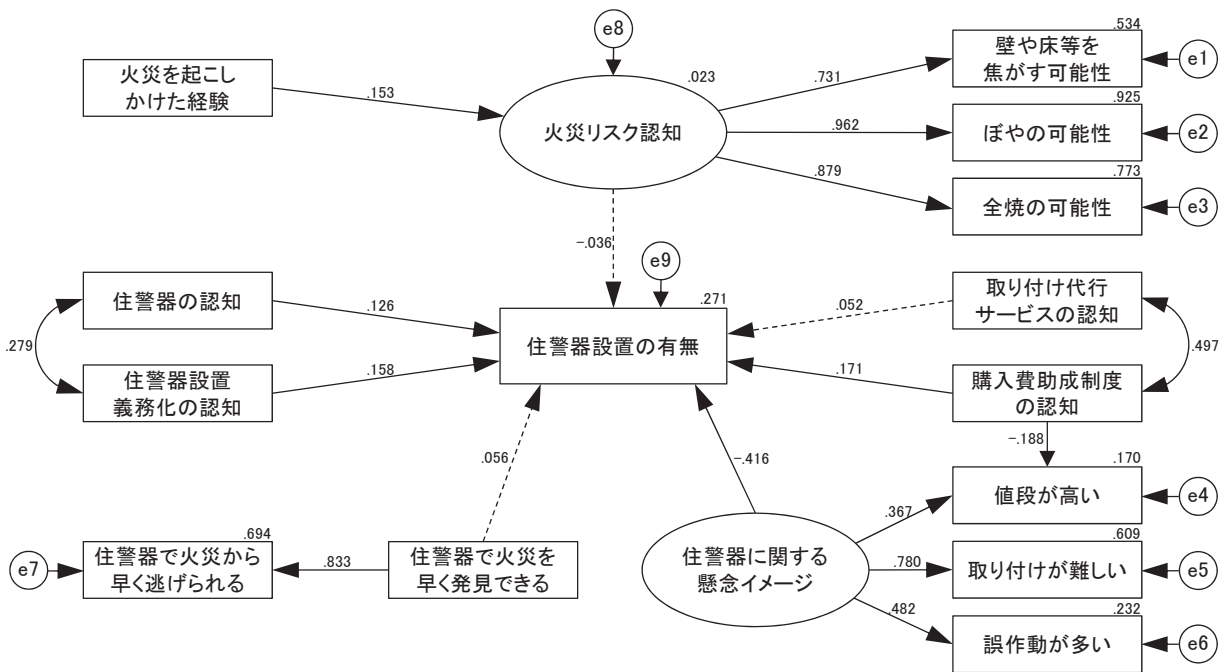 e8
.534
壁や床等を
焦がす可能性
e1
火災を起こし
かけた経験
.153
.023
.731
火災リスク認知
.925
.962
ぼやの可能性
e2
.773
.879
全焼の可能性
e3
-.036
e9
住警器の認知
.126
.271
住警器設置の有無
.052
取り付け代行
サービスの認知
.279
.497
住警器設置
義務化の認知
.158
.171
購入費助成制度
の認知
-.188
.056
-.416
.170
.367
値段が高い
e4
.694
e7
住警器で火災から
早く逃げられる
.833
住警器で火災を
早く発見できる
住警器に関する
懸念イメージ
.609
.780
取り付けが難しい
e5
.482
.232
誤作動が多い
e6